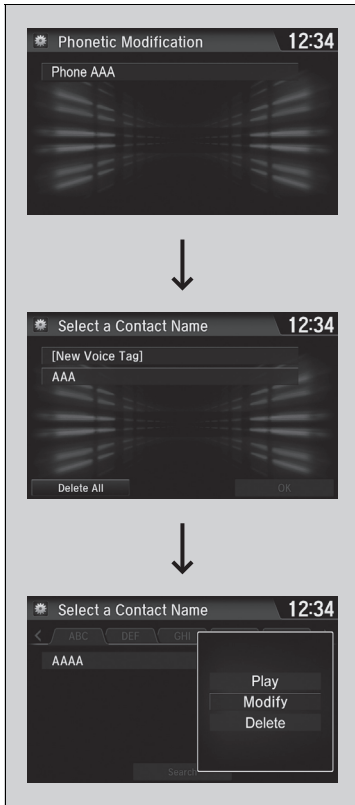 Phonetic Modification 12:34
Phone AAA
Select a Contact Name 12:34
[New Voice Tag]
AAA
Delete All OK
Select a Contact Name 12:34
ABC DEF GHI
AAAA
Play
Modify
Delete
Search